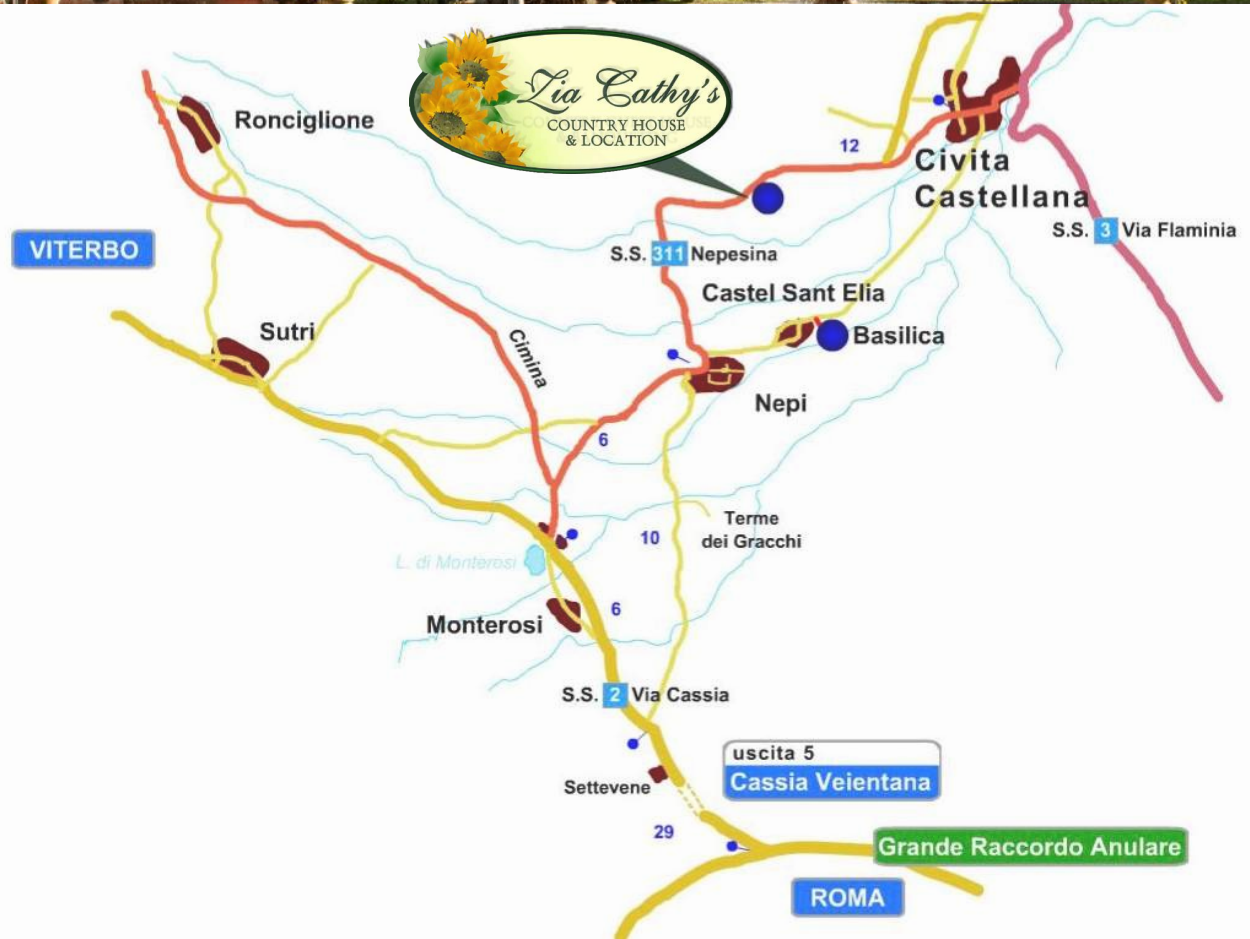 Zia Cathy's
COUNTRY HOUSE
& LOCATION
Ronciglione
12
Civita
Castellana
S.S. 3 Via Flaminia
VITERBO
S.S. 311 Nepesina
Castel Sant Elia
Sutri
Cimina
Basilica
Nepi
6
Terme
dei Gracchi
10
L. di Monterosi
6
Monterosi
S.S. 2 Via Cassia
uscita 5
Cassia Veientana
Settevene
29
Grande Raccordo Anulare
ROMA